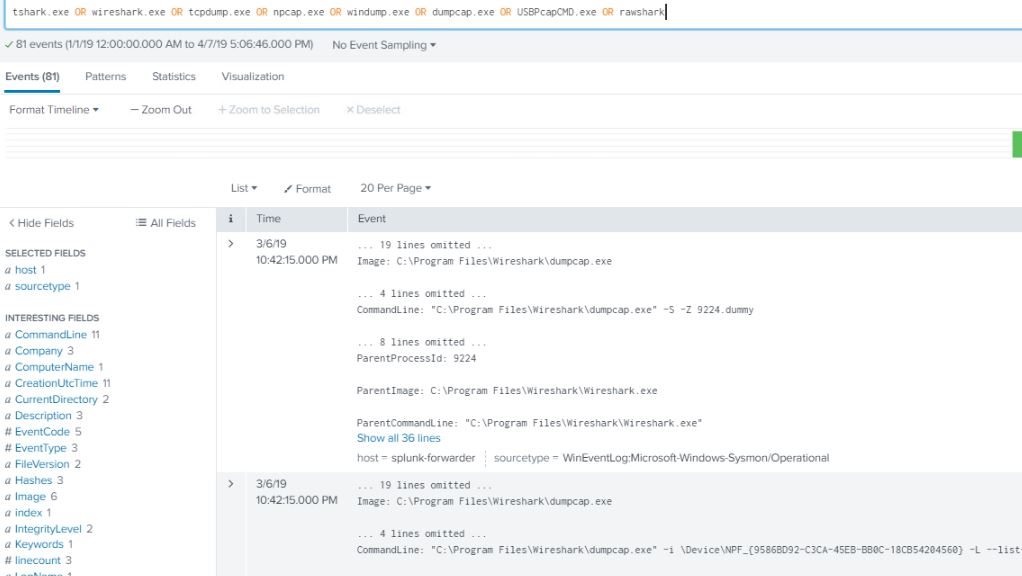 tshark.exe OR wireshark.exe OR tcpdump.exe OR npcap.exe OR windump.exe OR dumpcap.exe OR USBPcapCMD.exe OR rawshark
81 events (1/1/19 12:00:00.000 AM to 4/7/19 5:06:46.000 PM) No Event Sampling
Events (81) Patterns Statistics Visualization
Format Timeline — Zoom Out + Zoom to Selection × Deselect
List Format 20 Per Page
< Hide Fields All Fields i Time Event
SELECTED FIELDS
a host 1
a sourcetype 1
INTERESTING FIELDS
a CommandLine 11
a Company 3
a ComputerName 1
a CreationUtcTime 11
a CurrentDirectory 2
a Description 3
# EventCode 5
# EventType 3
a FileVersion 2
a Hashes 3
a Image 6
a index 1
a IntegrityLevel 2
a Keywords 1
# linecount 3
a LogName 1
> 3/6/19 ... 19 lines omitted ...
10:42:15.000 PM Image: C:\Program Files\Wireshark\dumpcap.exe
... 4 lines omitted ...
CommandLine: "C:\Program Files\Wireshark\dumpcap.exe" -S -Z 9224.dummy
... 8 lines omitted ...
ParentProcessId: 9224
ParentImage: C:\Program Files\Wireshark\Wireshark.exe
ParentCommandLine: "C:\Program Files\Wireshark\Wireshark.exe"
Show all 36 lines
host = splunk-forwarder sourcetype = WinEventLog:Microsoft-Windows-Sysmon/Operational
> 3/6/19 ... 19 lines omitted ...
10:42:15.000 PM Image: C:\Program Files\Wireshark\dumpcap.exe
... 4 lines omitted ...
CommandLine: "C:\Program Files\Wireshark\dumpcap.exe" -i \Device\NPF_{9586BD92-C3CA-45EB-BB0C-18CB54204560} -L --list